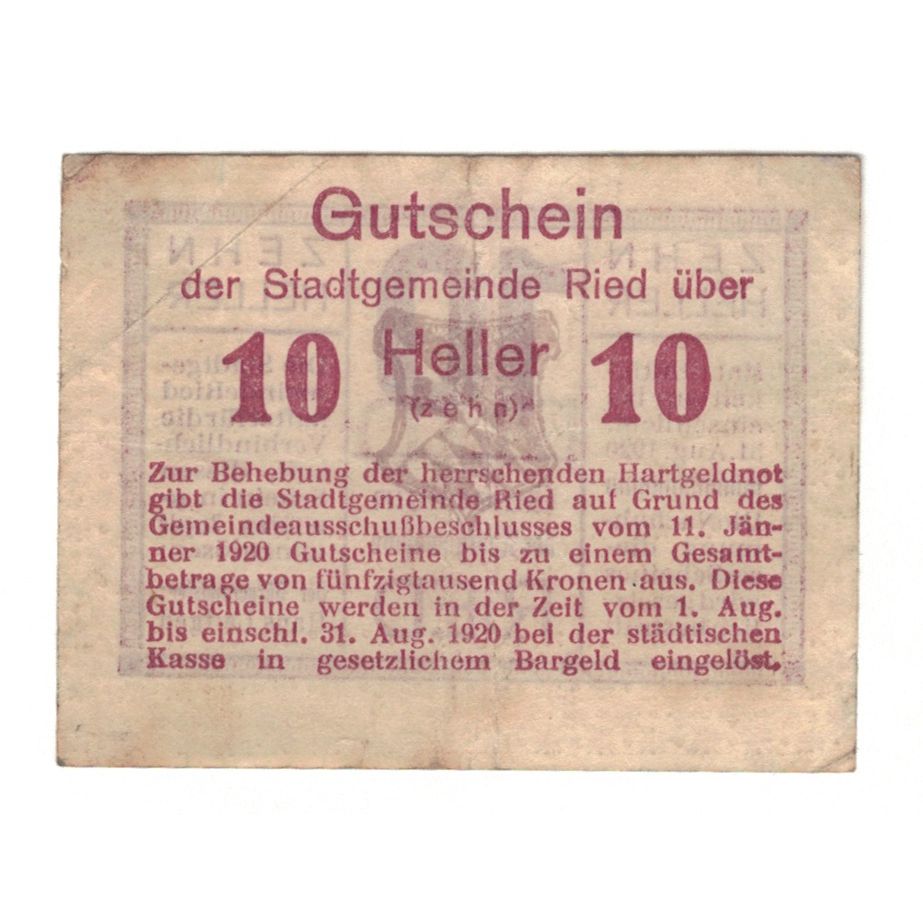 Gutschein
der Stadtgemeinde Ried über
10 Heller 10
(zehn)
Zur Behebung der herrschenden Hartgeldnot
gibt die Stadtgemeinde Ried auf Grund des
Gemeindeausschußbeschlusses vom 11. Jän-
ner 1920 Gutscheine bis zu einem Gesamt-
betrage von fünfzigtausend Kronen aus. Diese
Gutscheine werden in der Zeit vom 1. Aug.
bis einschl. 31. Aug. 1920 bei der städtischen
Kasse in gesetzlichem Bargeld eingelöst.